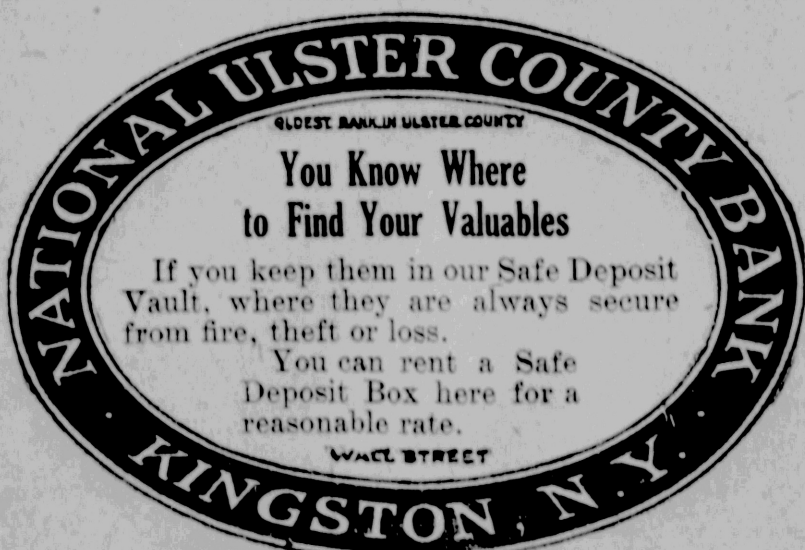 NATIONAL ULSTER COUNTY BANK
OLDEST BANK IN ULSTER COUNTY
You Know Where
to Find Your Valuables
If you keep them in our Safe Deposit
Vault, where they are always secure
from fire, theft or loss.
You can rent a Safe
Deposit Box here for a
reasonable rate.
WALL STREET
· KINGSTON, N.Y. ·